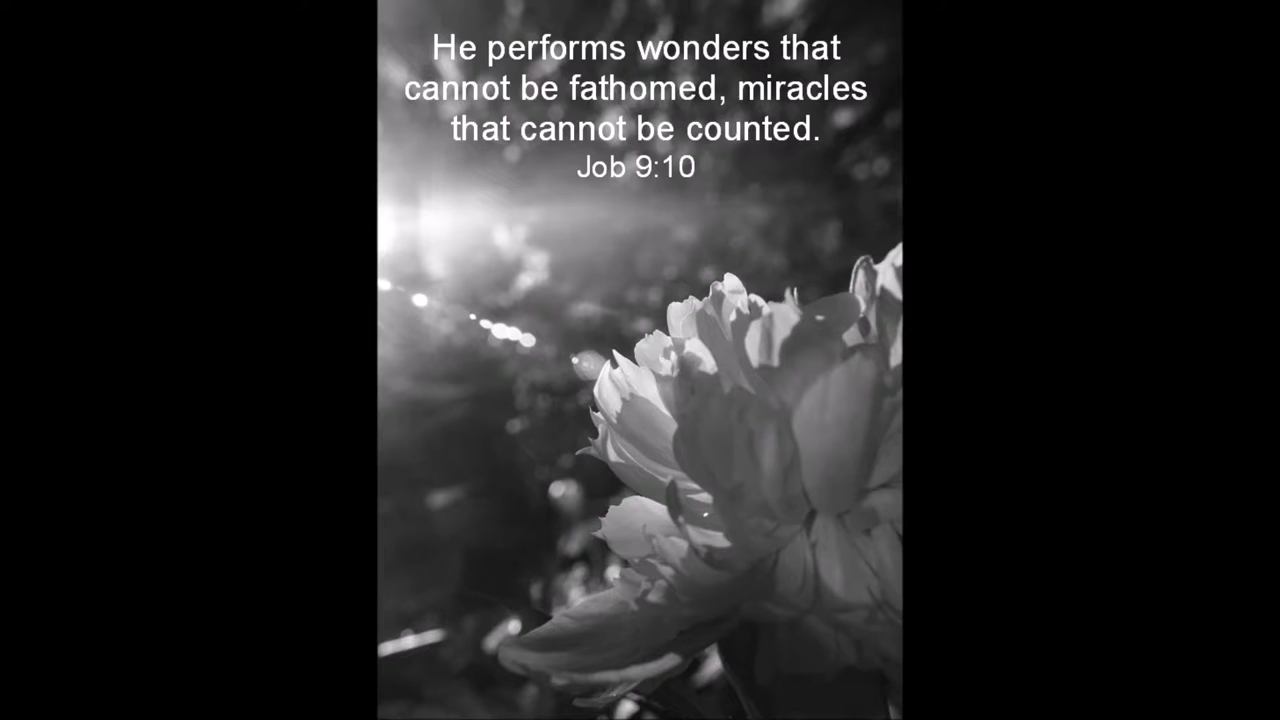 He performs wonders that
cannot be fathomed, miracles
that cannot be counted.
Job 9:10